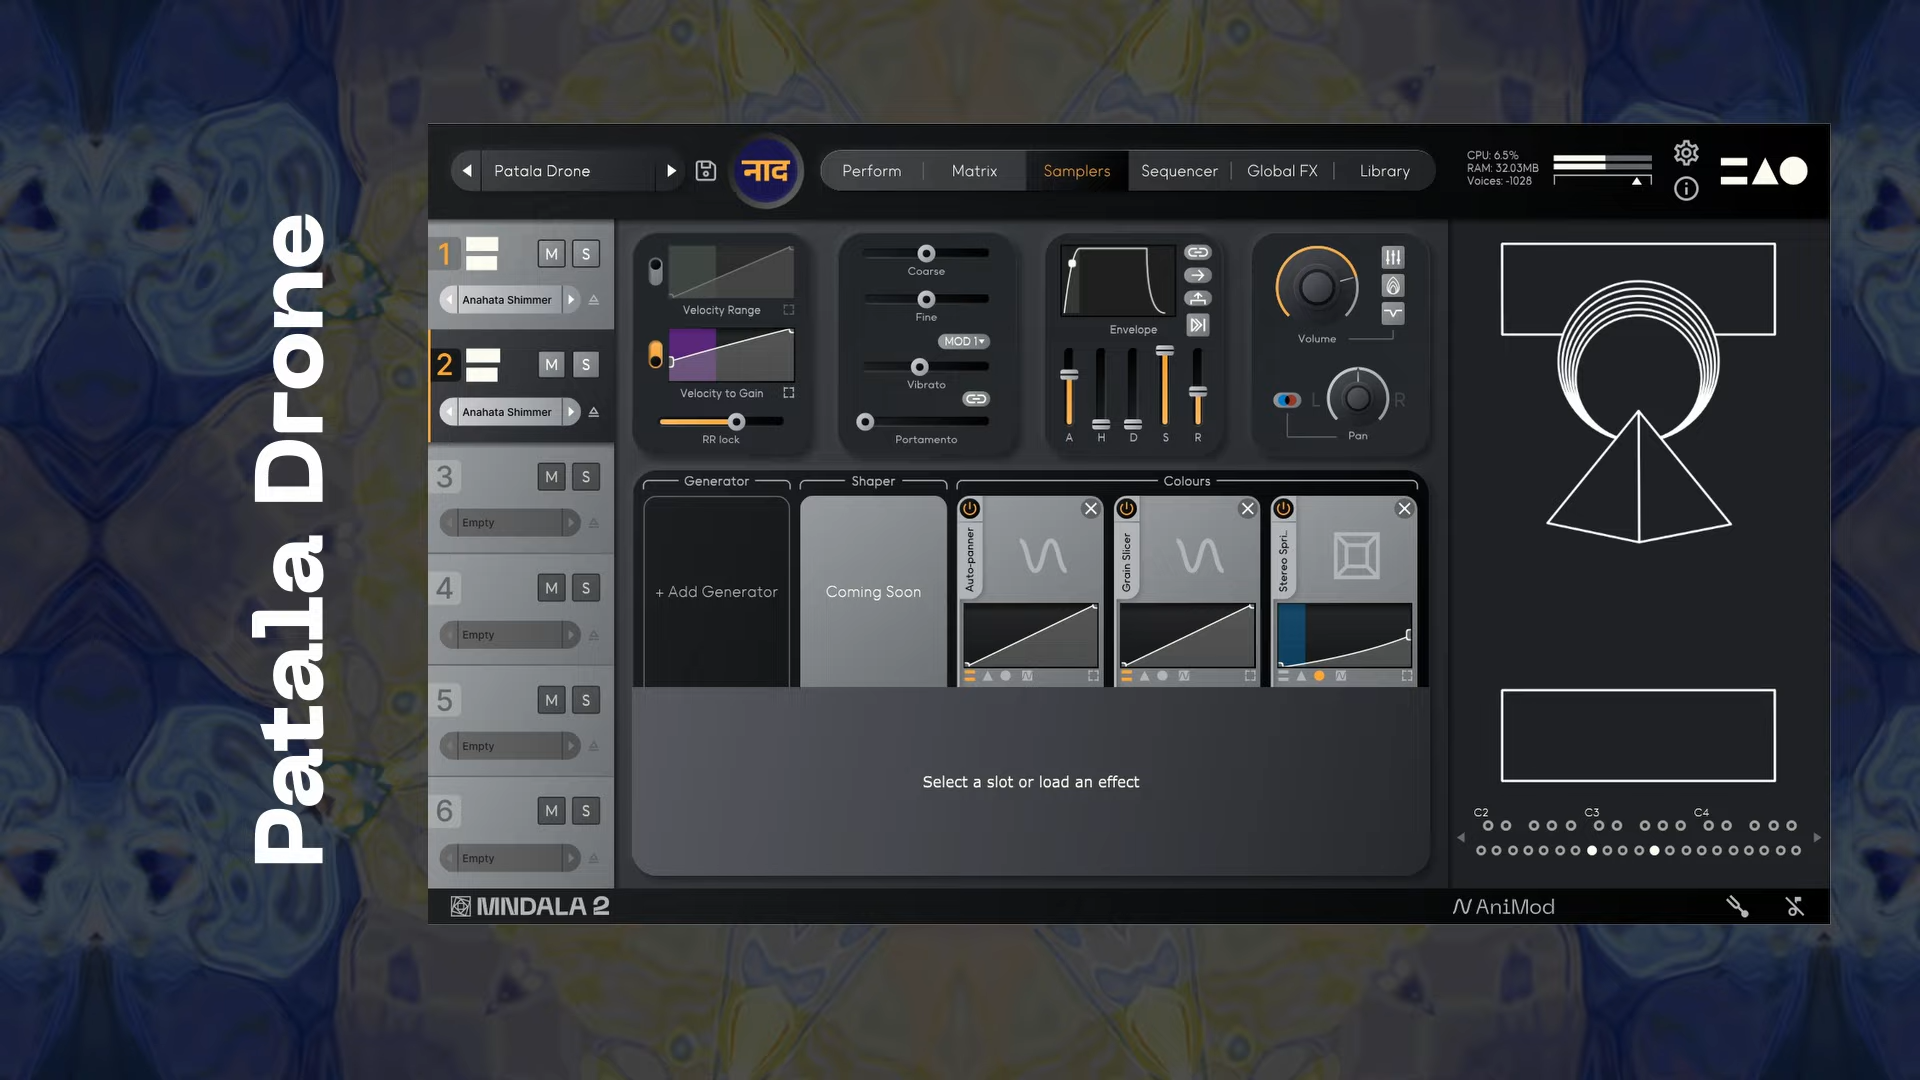 Patala Drone
Patala Drone
नाद
Perform
Matrix
Samplers
Sequencer
Global FX
Library
CPU: 6.5%
RAM: 32.03MB
Voices: -1028
1
M S
Anahata Shimmer
2
M S
Anahata Shimmer
3
M S
Empty
4
M S
Empty
5
M S
Empty
6
M S
Empty
Velocity Range
Velocity to Gain
RR lock
Coarse
Fine
MOD 1
Vibrato
Portamento
Envelope
A H D S R
Volume
L R
Pan
Generator
Shaper
Colours
+ Add Generator
Coming Soon
Auto-panner
Grain Slicer
Stereo Spri..
Select a slot or load an effect
C2 C3 C4
MNDALA 2
AniMod